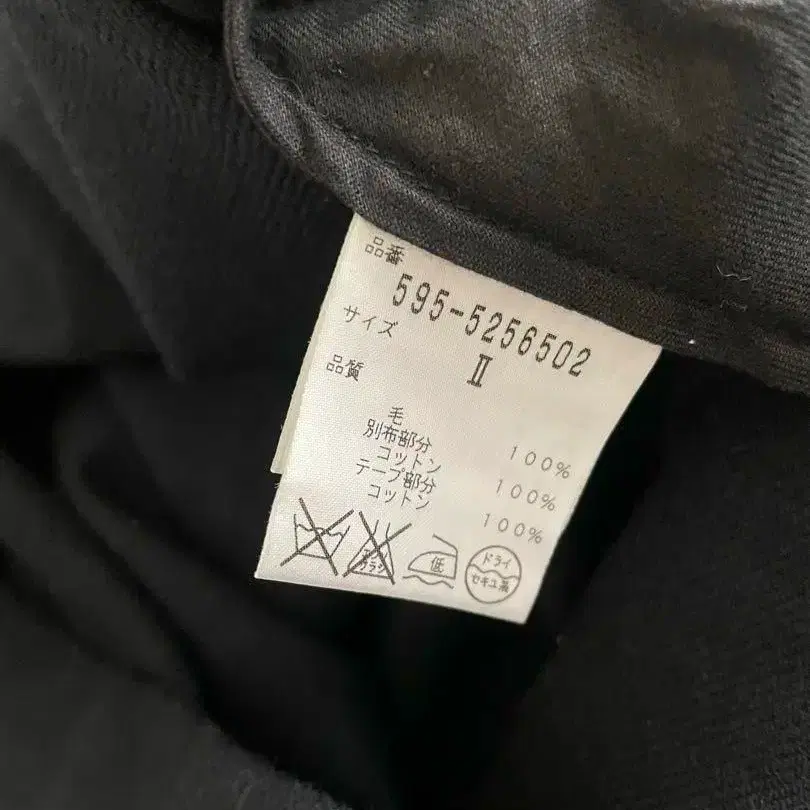 品番
595-5256502
サイズ
Ⅱ
品質
毛 100%
別布部分
コットン 100%
テープ部分
コットン 100%
低
ドライ
セキユ系